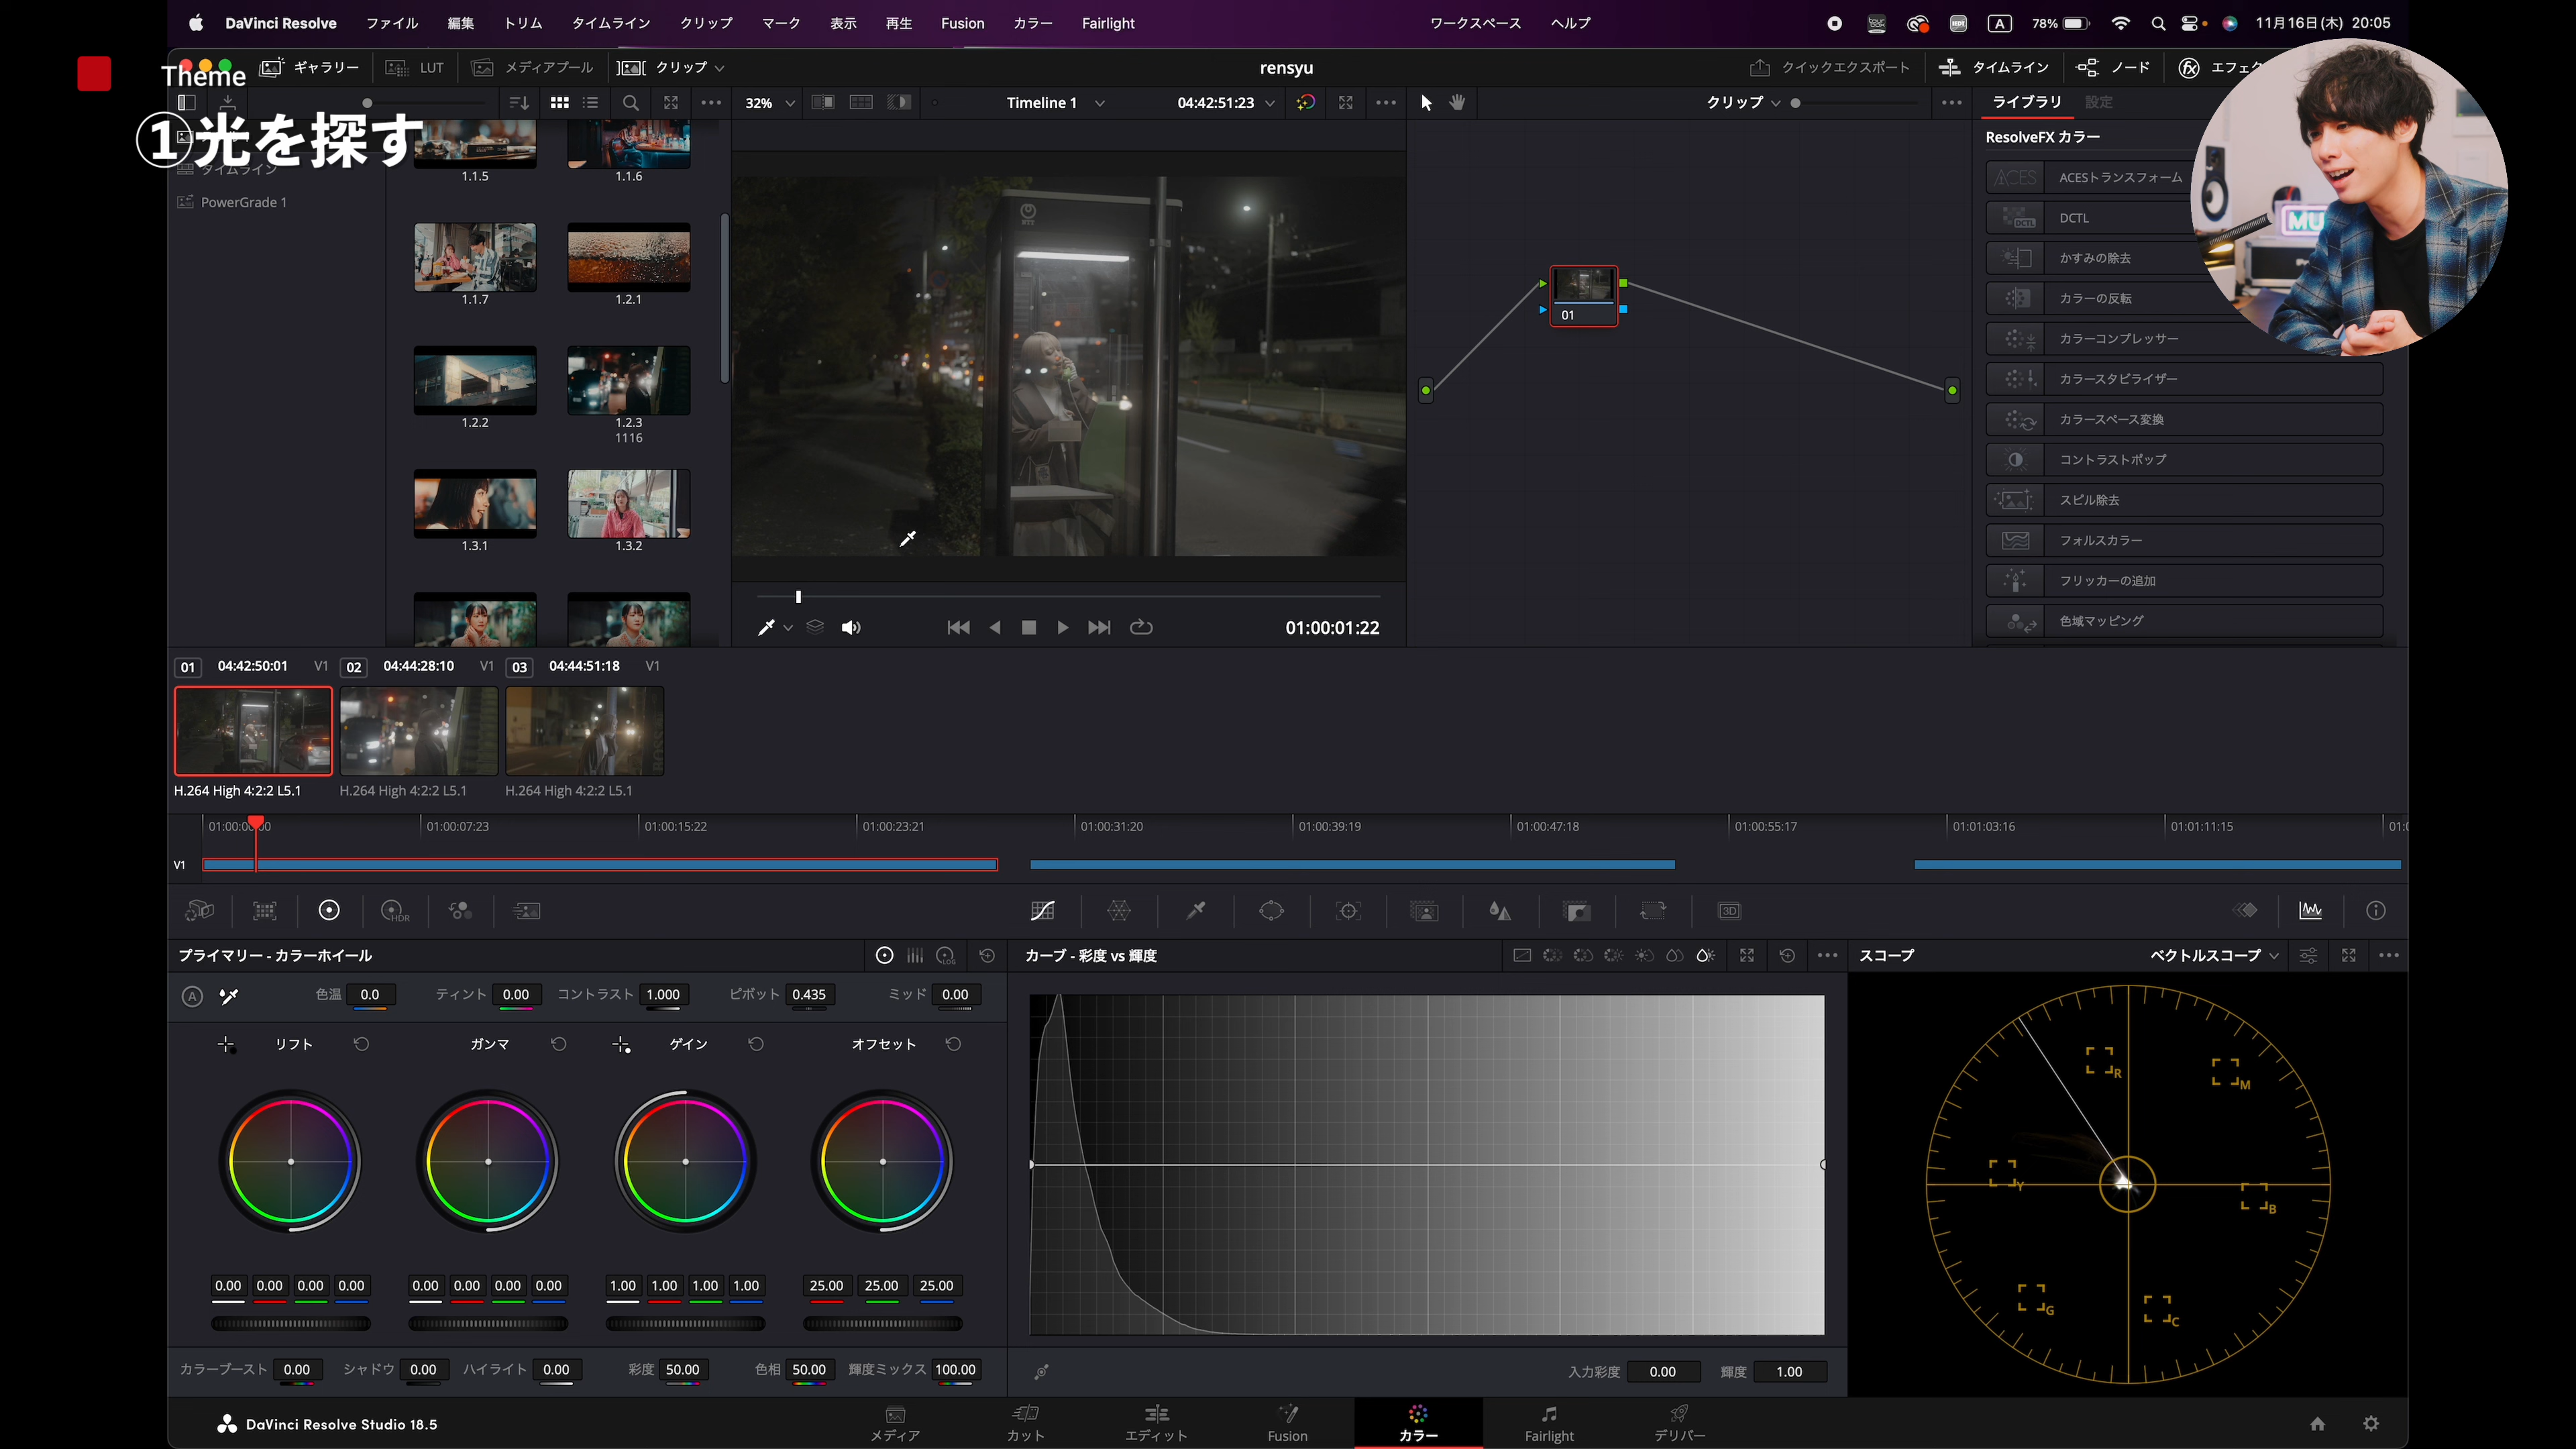 DaVinci Resolve ファイル 編集 トリム タイムライン クリップ マーク 表示 再生 Fusion カラー Fairlight ワークスペース ヘルプ A 78% 11月16日(木) 20:05
Theme
①光を探す
ギャラリー LUT メディアプール クリップ rensyu クイックエクスポート タイムライン ノード エフェク
32% Timeline 1 04:42:51:23 クリップ ライブラリ 設定
タイムライン
PowerGrade 1
1.1.5 1.1.6
1.1.7 1.2.1
1.2.2 1.2.3
1116
1.3.1 1.3.2
01
ResolveFX カラー
ACES ACESトランスフォーム
DCTL DCTL
かすみの除去
カラーの反転
カラーコンプレッサー
カラースタビライザー
カラースペース変換
コントラストポップ
スピル除去
フォルスカラー
フリッカーの追加
色域マッピング
MU
01:00:01:22
01 04:42:50:01 V1 02 04:44:28:10 V1 03 04:44:51:18 V1
H.264 High 4:2:2 L5.1 H.264 High 4:2:2 L5.1 H.264 High 4:2:2 L5.1
01:00:07:23 01:00:15:22 01:00:23:21 01:00:31:20 01:00:39:19 01:00:47:18 01:00:55:17 01:01:03:16 01:01:11:15
V1
HDR 3D
プライマリー - カラーホイール LOG カーブ - 彩度 vs 輝度 スコープ ベクトルスコープ
A 色温 0.0 ティント 0.00 コントラスト 1.000 ピボット 0.435 ミッド 0.00
リフト ガンマ ゲイン オフセット
0.00 0.00 0.00 0.00 0.00 0.00 0.00 0.00 1.00 1.00 1.00 1.00 25.00 25.00 25.00
カラーブースト 0.00 シャドウ 0.00 ハイライト 0.00 彩度 50.00 色相 50.00 輝度ミックス 100.00
入力彩度 0.00 輝度 1.00
R M
Y B
G C
DaVinci Resolve Studio 18.5 メディア カット エディット Fusion カラー Fairlight デリバー